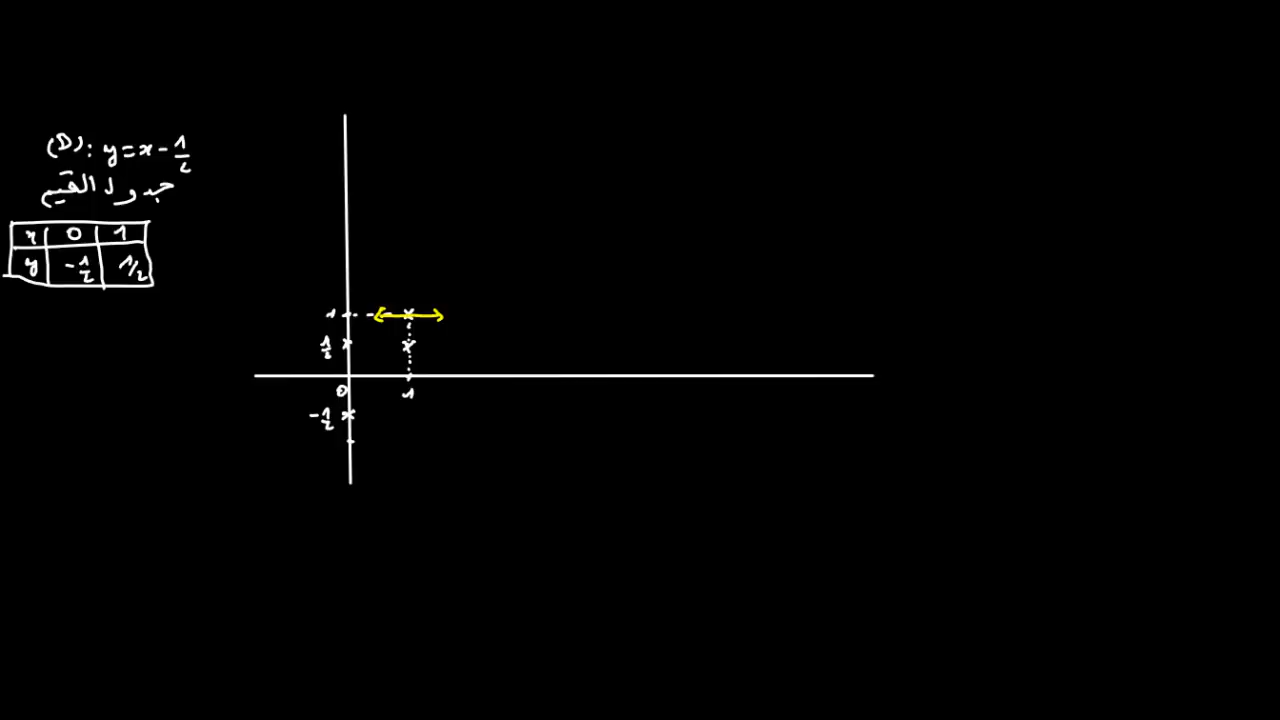 (D): y = x - 1/2
جدول القيم
x 0 1
y -1/2 1/2
1
1/2
0 1
-1/2